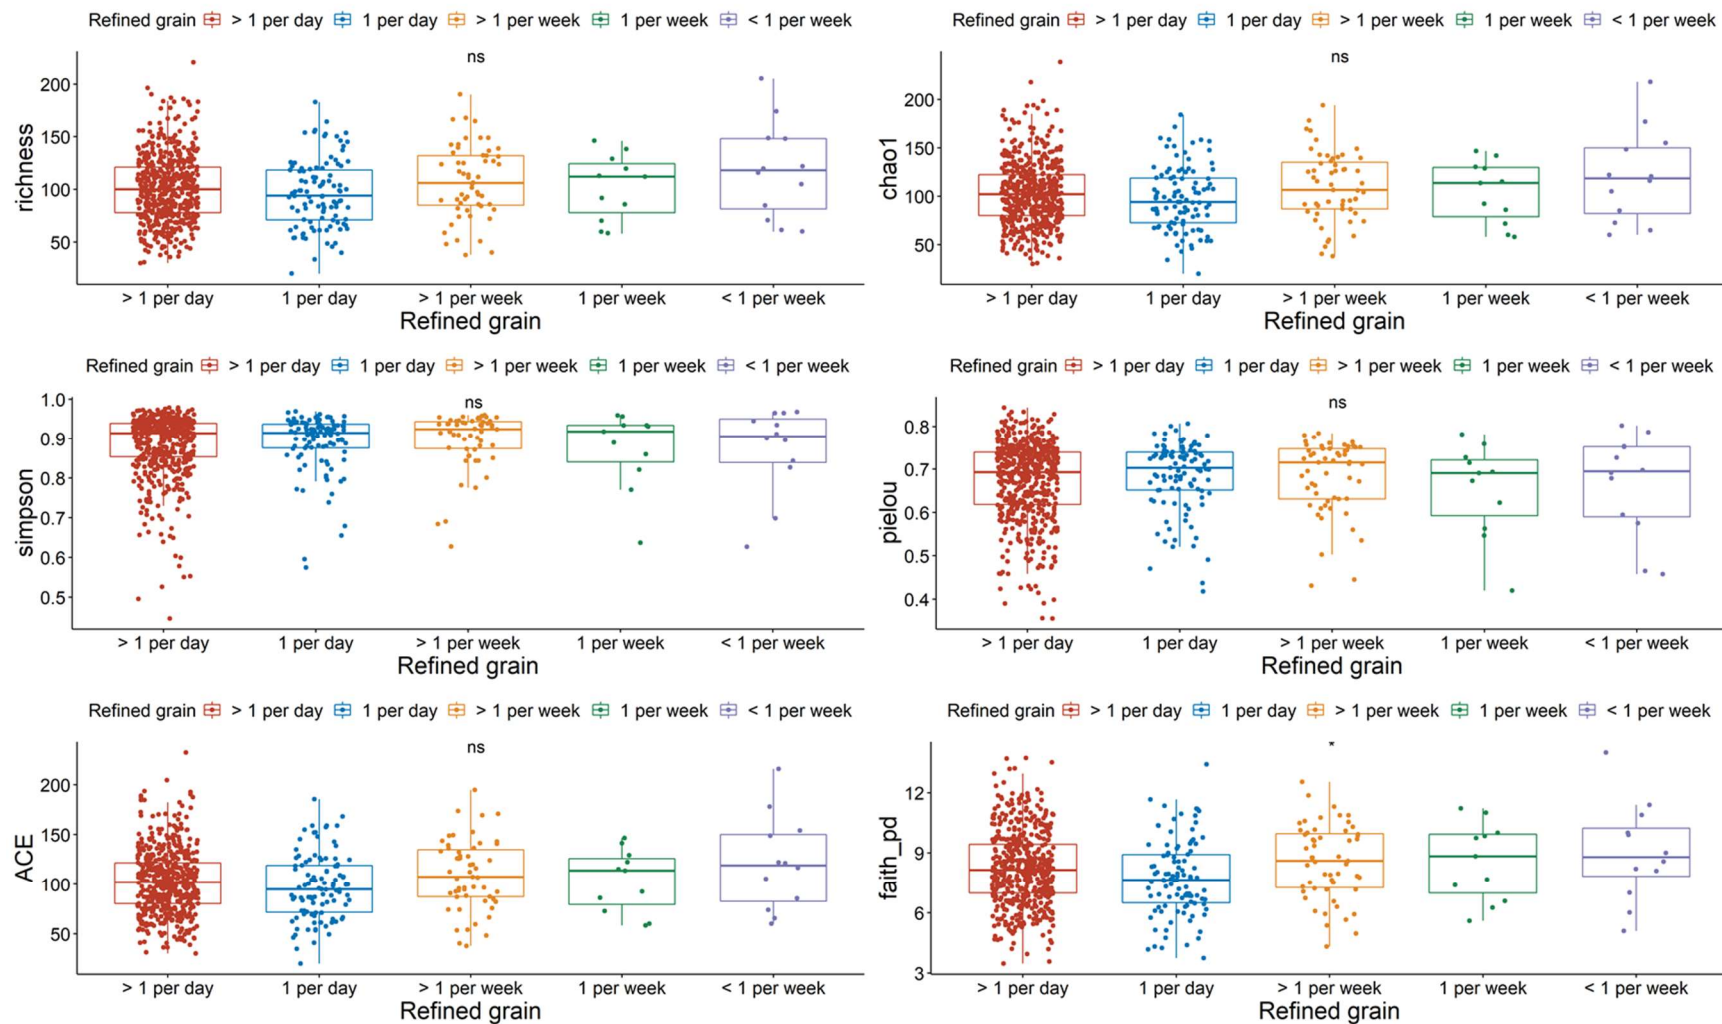 Refined grain > 1 per day 1 per day > 1 per week 1 per week < 1 per week
ns
richness
200
150
100
50
> 1 per day 1 per day > 1 per week 1 per week < 1 per week
Refined grain
Refined grain > 1 per day 1 per day > 1 per week 1 per week < 1 per week
ns
chao1
200
150
100
50
> 1 per day 1 per day > 1 per week 1 per week < 1 per week
Refined grain
Refined grain > 1 per day 1 per day > 1 per week 1 per week < 1 per week
ns
simpson
1.0
0.9
0.8
0.7
0.6
0.5
> 1 per day 1 per day > 1 per week 1 per week < 1 per week
Refined grain
Refined grain > 1 per day 1 per day > 1 per week 1 per week < 1 per week
ns
pielou
0.8
0.7
0.6
0.5
0.4
> 1 per day 1 per day > 1 per week 1 per week < 1 per week
Refined grain
Refined grain > 1 per day 1 per day > 1 per week 1 per week < 1 per week
ns
ACE
200
150
100
50
> 1 per day 1 per day > 1 per week 1 per week < 1 per week
Refined grain
Refined grain > 1 per day 1 per day > 1 per week 1 per week < 1 per week
*
faith_pd
12
9
6
3
> 1 per day 1 per day > 1 per week 1 per week < 1 per week
Refined grain